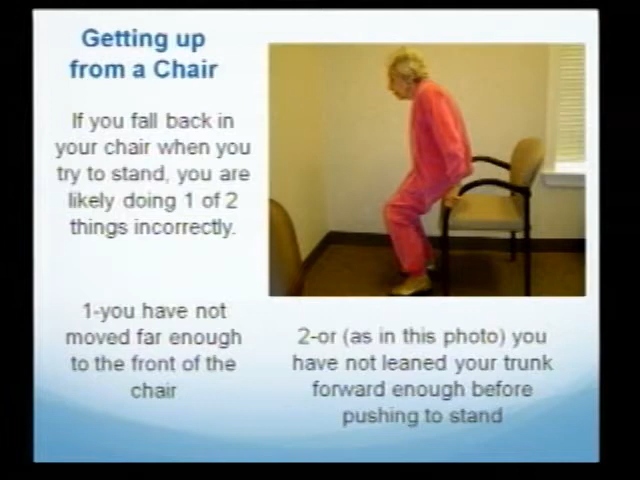 Getting up
from a Chair
If you fall back in
your chair when you
try to stand, you are
likely doing 1 of 2
things incorrectly.
1-you have not
moved far enough
to the front of the
chair
2-or (as in this photo) you
have not leaned your trunk
forward enough before
pushing to stand